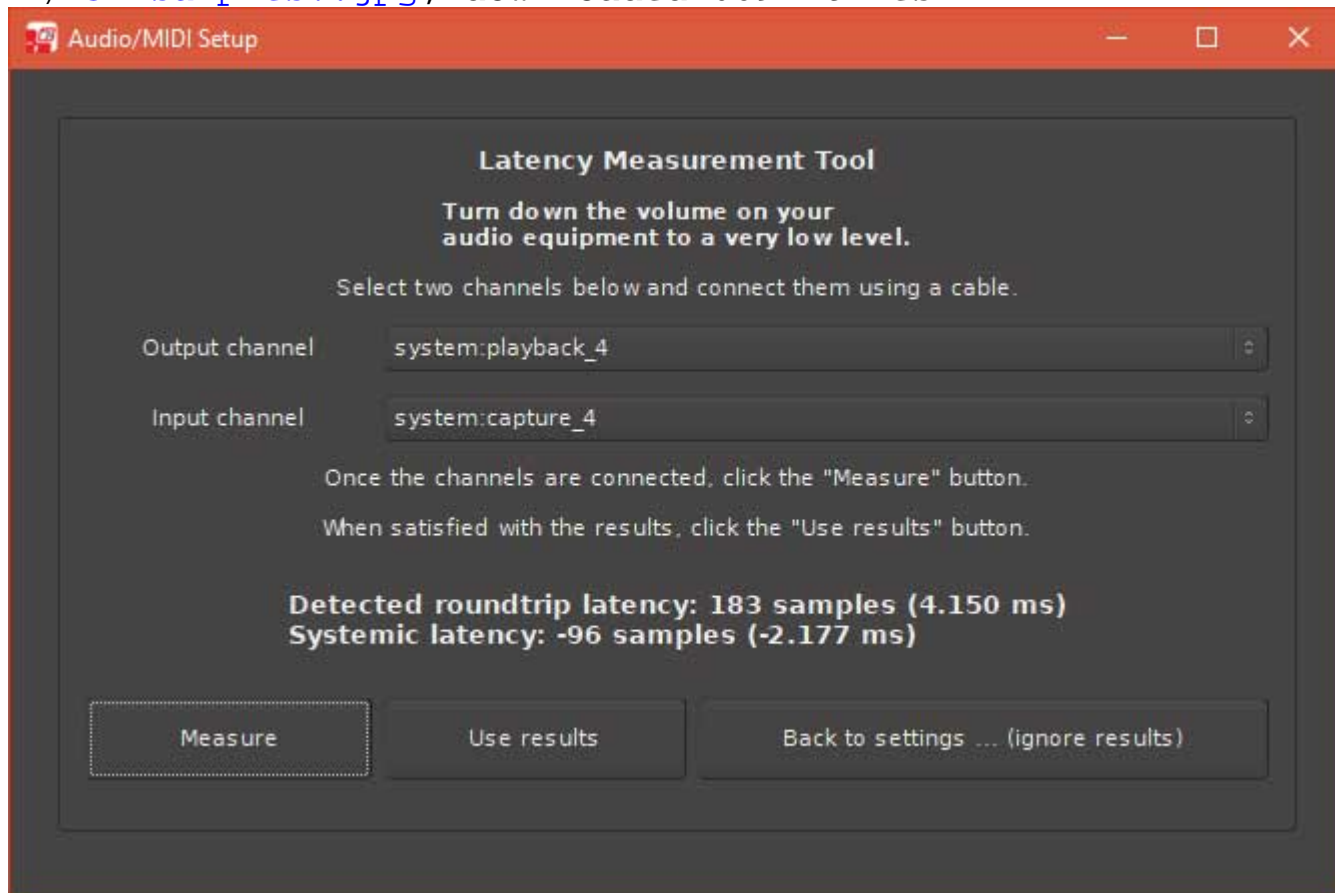 Audio/MIDI Setup
Latency Measurement Tool
Turn down the volume on your
audio equipment to a very low level.
Select two channels below and connect them using a cable.
Output channel system:playback_4
Input channel system:capture_4
Once the channels are connected, click the "Measure" button.
When satisfied with the results, click the "Use results" button.
Detected roundtrip latency: 183 samples (4.150 ms)
Systemic latency: -96 samples (-2.177 ms)
Measure Use results Back to settings ... (ignore results)